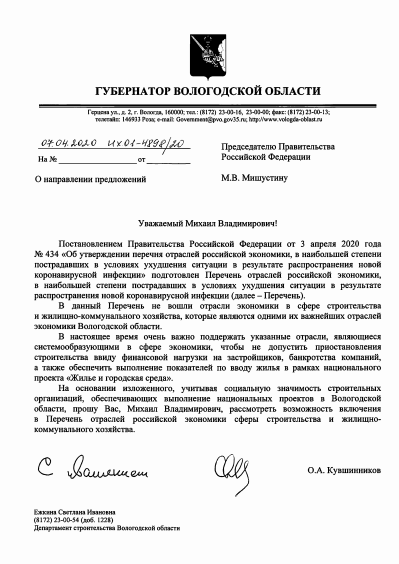 ГУБЕРНАТОР ВОЛОГОДСКОЙ ОБЛАСТИ
Герцена ул., д. 2, г. Вологда, 160000; тел.: (8172) 23-00-16, 23-00-00; факс: (8172) 23-00-13;
телетайп: 146933 Роза; e-mail: Government@pvo.gov35.ru; http://www.vologda-oblast.ru
07.04.2020 Их01-4898/20
На № от
О направлении предложений
Председателю Правительства
Российской Федерации
М.В. Мишустину
Уважаемый Михаил Владимирович!
Постановлением Правительства Российской Федерации от 3 апреля 2020 года
№ 434 «Об утверждении перечня отраслей российской экономики, в наибольшей степени
пострадавших в условиях ухудшения ситуации в результате распространения новой
коронавирусной инфекции» подготовлен Перечень отраслей российской экономики,
в наибольшей степени пострадавших в условиях ухудшения ситуации в результате
распространения новой коронавирусной инфекции (далее – Перечень).
В данный Перечень не вошли отрасли экономики в сфере строительства
и жилищно-коммунального хозяйства, которые являются одними их важнейших отраслей
экономики Вологодской области.
В настоящее время очень важно поддержать указанные отрасли, являющиеся
системообразующими в сфере экономики, чтобы не допустить приостановления
строительства ввиду финансовой нагрузки на застройщиков, банкротства компаний,
а также обеспечить выполнение показателей по вводу жилья в рамках национального
проекта «Жилье и городская среда».
На основании изложенного, учитывая социальную значимость строительных
организаций, обеспечивающих выполнение национальных проектов в Вологодской
области, прошу Вас, Михаил Владимирович, рассмотреть возможность включения
в Перечень отраслей российской экономики сферы строительства и жилищно-
коммунального хозяйства.
С уважением
О.А. Кувшинников
Ежкина Светлана Ивановна
(8172) 23-00-54 (доб. 1228)
Департамент строительства Вологодской области